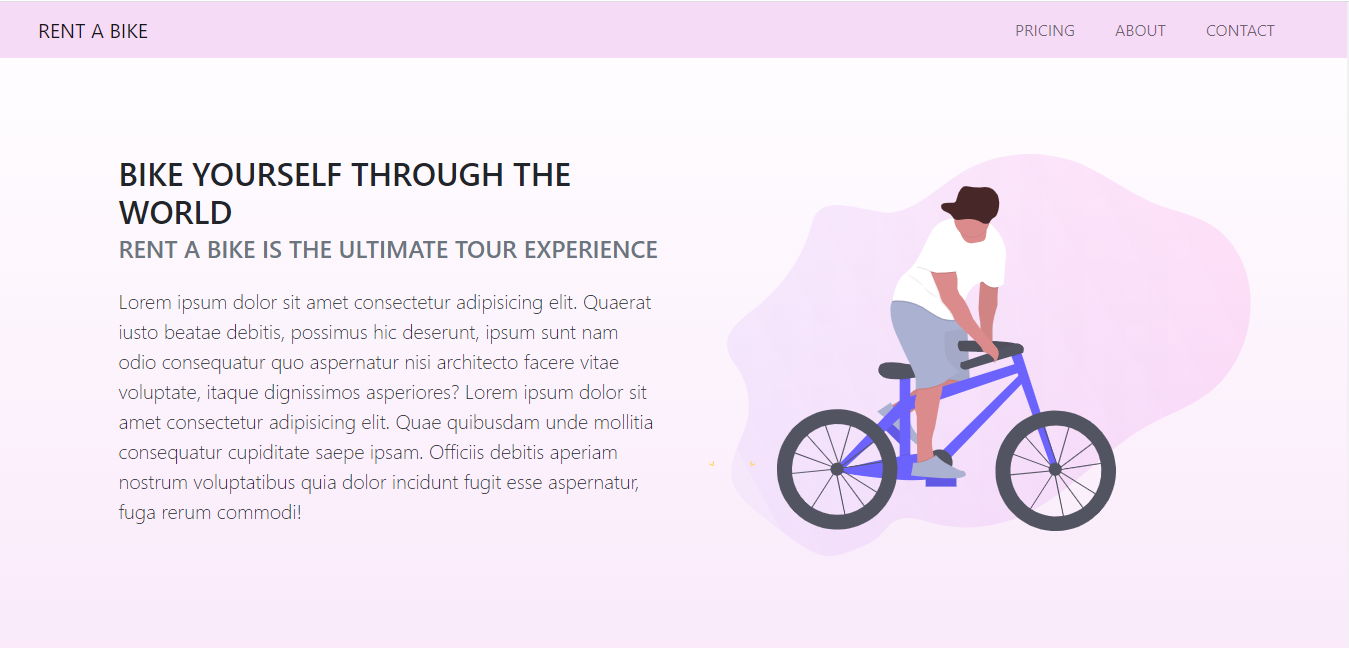 RENT A BIKE
PRICING
ABOUT
CONTACT
BIKE YOURSELF THROUGH THE
WORLD
RENT A BIKE IS THE ULTIMATE TOUR EXPERIENCE
Lorem ipsum dolor sit amet consectetur adipisicing elit. Quaerat
iusto beatae debitis, possimus hic deserunt, ipsum sunt nam
odio consequatur quo aspernatur nisi architecto facere vitae
voluptate, itaque dignissimos asperiores? Lorem ipsum dolor sit
amet consectetur adipisicing elit. Quae quibusdam unde mollitia
consequatur cupiditate saepe ipsam. Officiis debitis aperiam
nostrum voluptatibus quia dolor incidunt fugit esse aspernatur,
fuga rerum commodi!